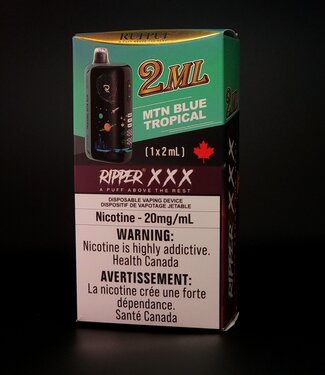 2 ML
MTN BLUE
TROPICAL
(1 x 2 mL)
RIPPER XXX
A PUFF ABOVE THE REST
DISPOSABLE VAPING DEVICE
DISPOSITIF DE VAPOTAGE JETABLE
Nicotine - 20mg/mL
WARNING:
Nicotine is highly addictive.
Health Canada
AVERTISSEMENT:
La nicotine crée une forte
dépendance.
Santé Canada